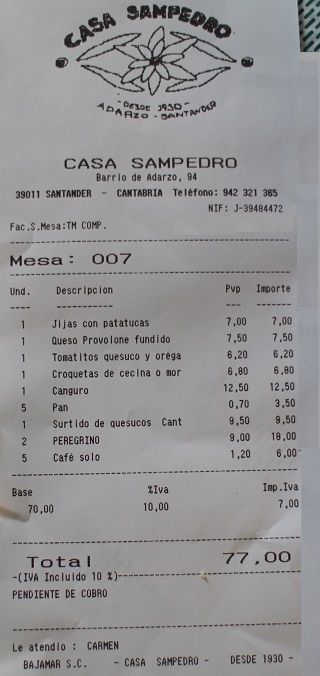 CASA SAMPEDRO
- DESDE 1930 -
ADARZO - SANTANDER
CASA SAMPEDRO
Barrio de Adarzo, 94
39011 SANTANDER - CANTABRIA Teléfono: 942 321 365
NIF: J-39484472
Fac.S.Mesa:TM COMP.
Mesa: 007
Und. Descripcion Pvp Importe
1 Jijas con patatucas 7,00 7,00
1 Queso Provolone fundido 7,50 7,50
1 Tomatitos quesuco y oréga 6,20 6,20
1 Croquetas de cecina o mor 6,80 6,80
1 Canguro 12,50 12,50
5 Pan 0,70 3,50
1 Surtido de quesucos Cant 9,50 9,50
2 PEREGRINO 9,00 18,00
5 Café solo 1,20 6,00
Base %Iva Imp.Iva
70,00 10,00 7,00
Total 77,00
-(IVA Incluido 10 %)-
PENDIENTE DE COBRO
Le atendio : CARMEN
BAJAMAR S.C. - CASA SAMPEDRO - DESDE 1930 -